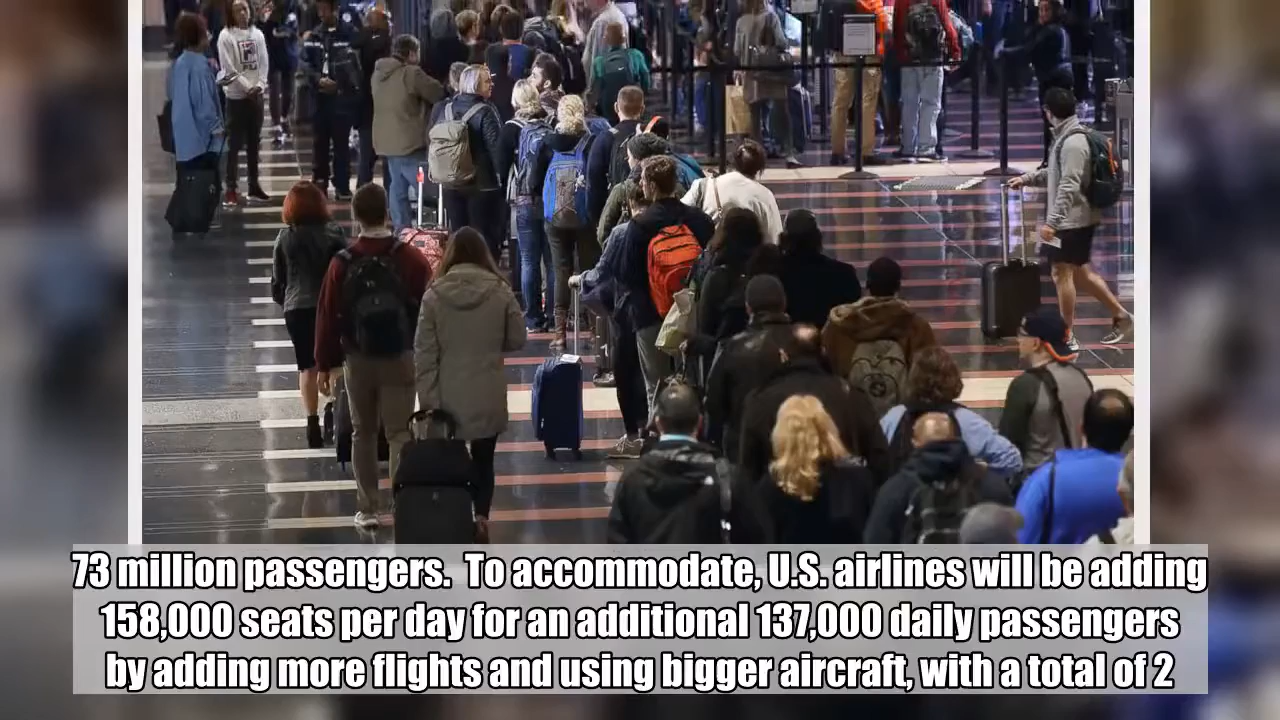 73 million passengers.  To accommodate, U.S. airlines will be adding
158,000 seats per day for an additional 137,000 daily passengers
by adding more flights and using bigger aircraft, with a total of 2